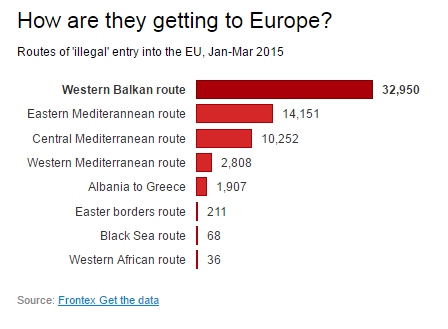 How are they getting to Europe?
Routes of 'illegal' entry into the EU, Jan-Mar 2015
Western Balkan route 32,950
Eastern Mediterannean route 14,151
Central Mediterranean route 10,252
Western Mediterranean route 2,808
Albania to Greece 1,907
Easter borders route 211
Black Sea route 68
Western African route 36
Source: Frontex Get the data